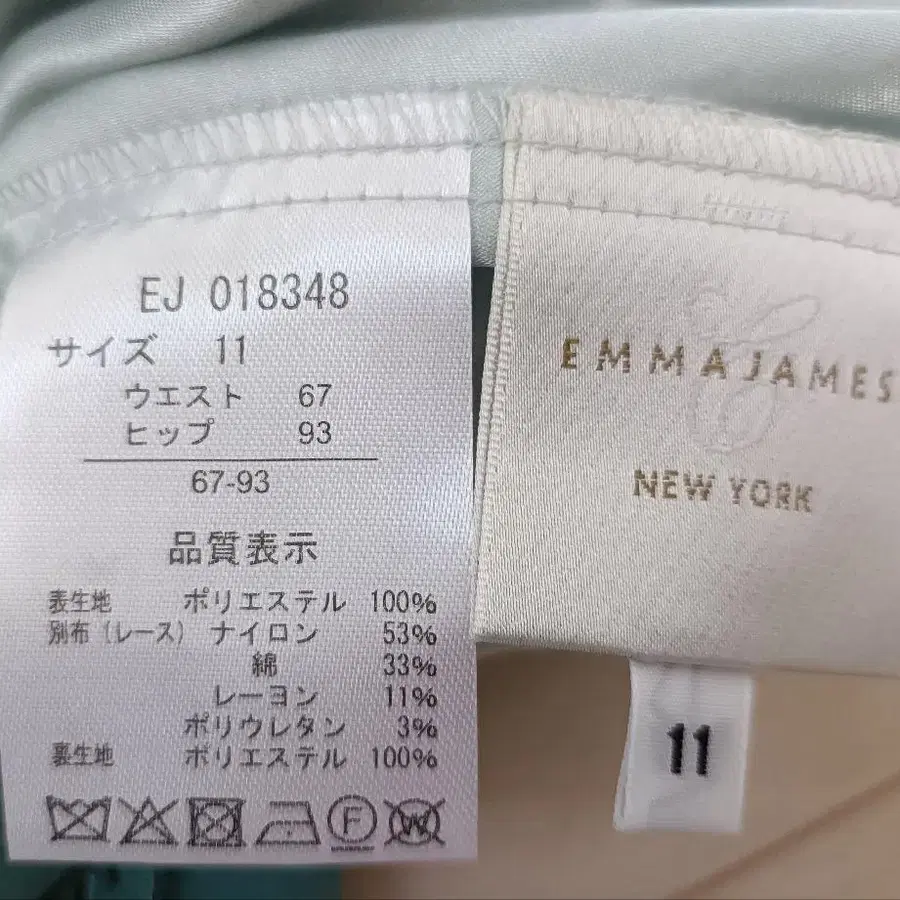 EJ 018348
サイズ 11
ウエスト 67
ヒップ 93
67-93
品質表示
表生地 ポリエステル 100%
別布(レース) ナイロン 53%
綿 33%
レーヨン 11%
ポリウレタン 3%
裏生地 ポリエステル 100%
F W
EMMAJAMES
NEW YORK
11